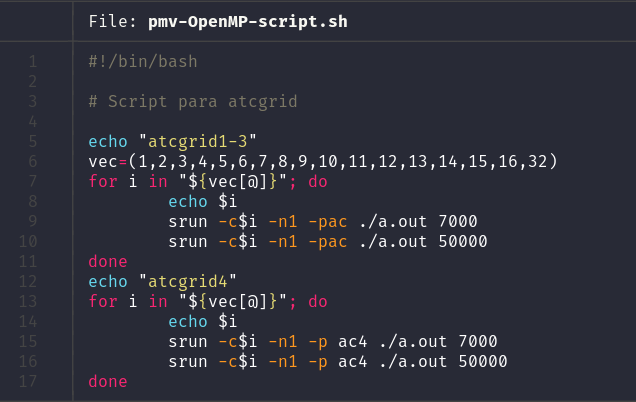 File: pmv-OpenMP-script.sh
1 #!/bin/bash
2
3 # Script para atcgrid
4
5 echo "atcgrid1-3"
6 vec=(1,2,3,4,5,6,7,8,9,10,11,12,13,14,15,16,32)
7 for i in "${vec[@]}"; do
8 echo $i
9 srun -c$i -n1 -pac ./a.out 7000
10 srun -c$i -n1 -pac ./a.out 50000
11 done
12 echo "atcgrid4"
13 for i in "${vec[@]}"; do
14 echo $i
15 srun -c$i -n1 -p ac4 ./a.out 7000
16 srun -c$i -n1 -p ac4 ./a.out 50000
17 done